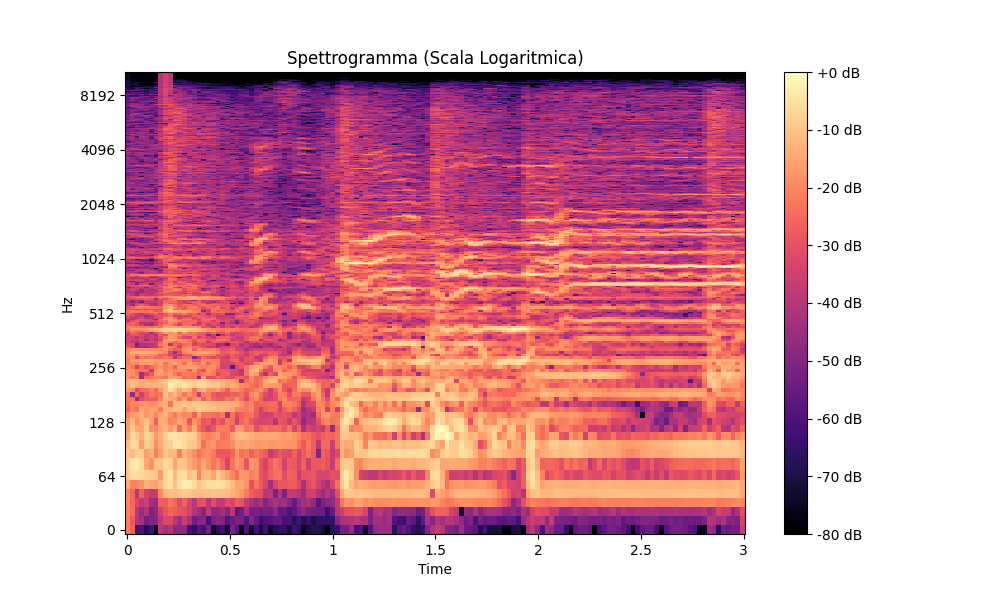 Spettrogramma (Scala Logaritmica)
8192
4096
2048
1024
512
256
128
64
0
Hz
0
0.5
1
1.5
2
2.5
3
Time
+0 dB
-10 dB
-20 dB
-30 dB
-40 dB
-50 dB
-60 dB
-70 dB
-80 dB